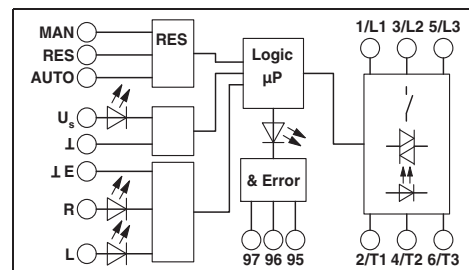 MAN
RES
AUTO
RES
U_s
⊥
⊥ E
R
L
Logic
µP
& Error
97 96 95
1/L1 3/L2 5/L3
2/T1 4/T2 6/T3